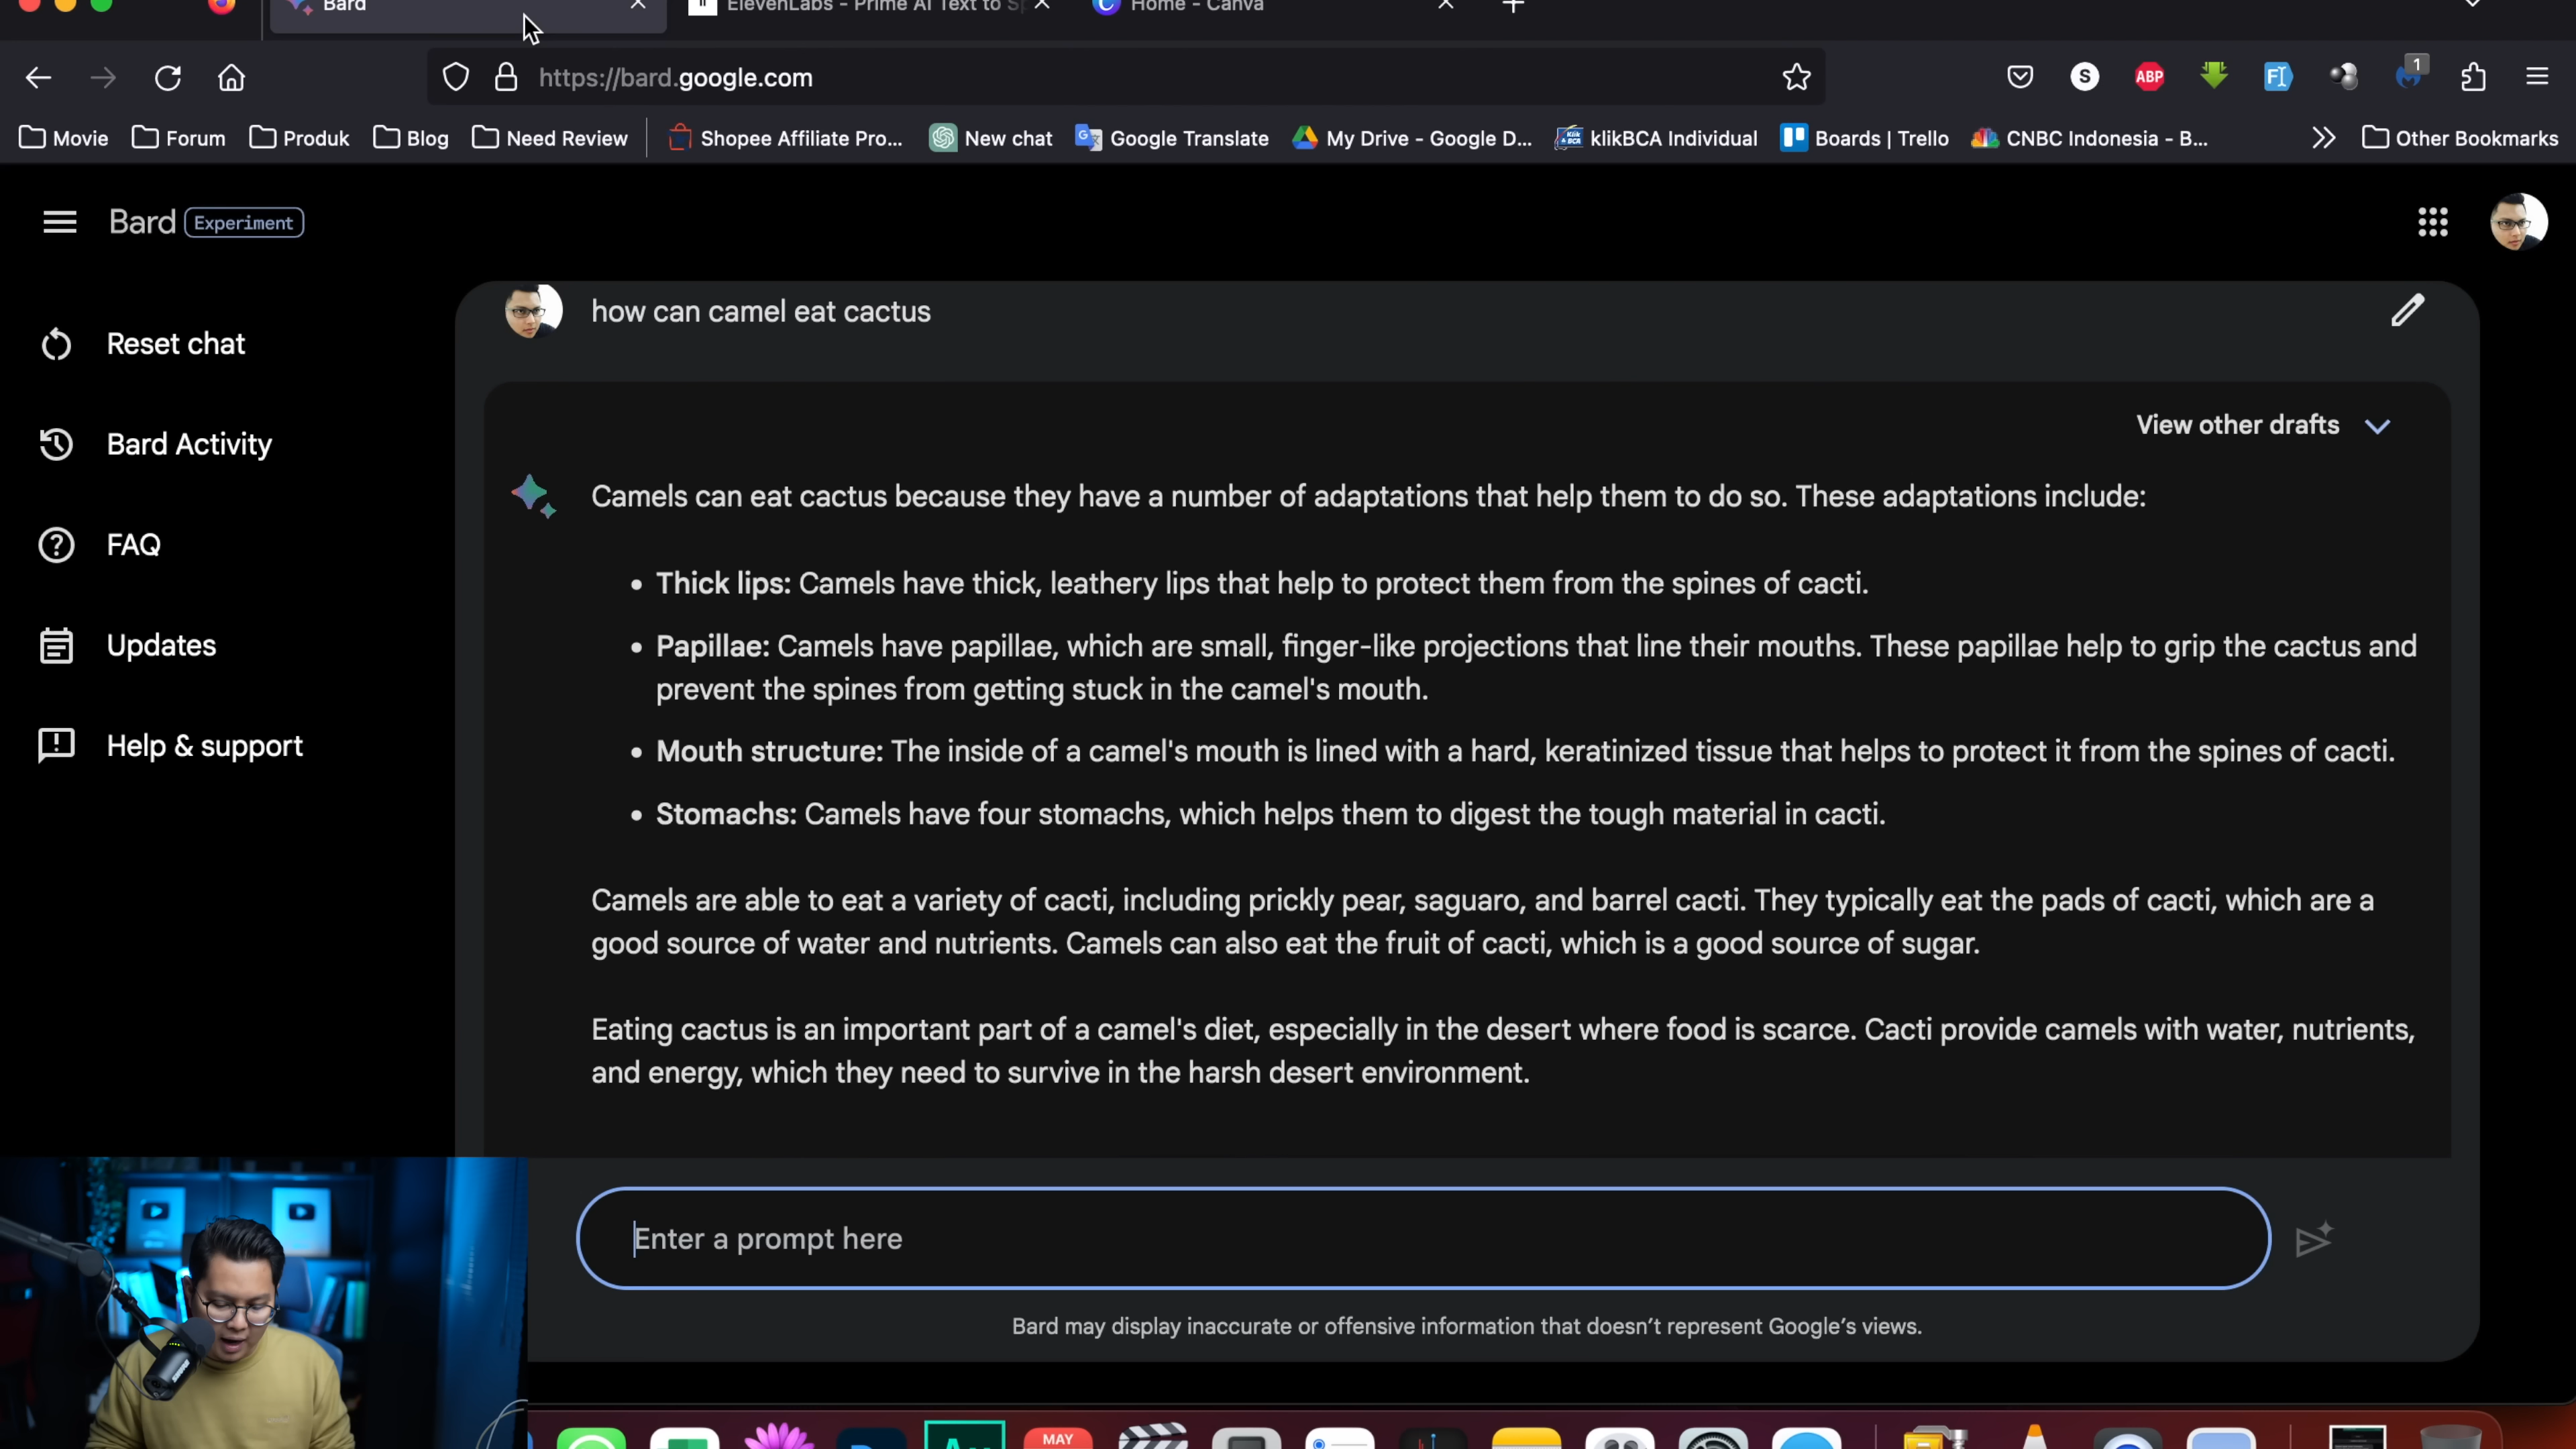 Bard
ElevenLabs - Prime AI Text to Sp
Home - Canva
https://bard.google.com
S
ABP
1
Movie
Forum
Produk
Blog
Need Review
Shopee Affiliate Pro...
New chat
Google Translate
My Drive - Google D...
klikBCA Individual
Boards | Trello
CNBC Indonesia - B...
Other Bookmarks
Bard Experiment
Reset chat
Bard Activity
FAQ
Updates
Help & support
how can camel eat cactus
View other drafts
Camels can eat cactus because they have a number of adaptations that help them to do so. These adaptations include:
• Thick lips: Camels have thick, leathery lips that help to protect them from the spines of cacti.
• Papillae: Camels have papillae, which are small, finger-like projections that line their mouths. These papillae help to grip the cactus and
prevent the spines from getting stuck in the camel's mouth.
• Mouth structure: The inside of a camel's mouth is lined with a hard, keratinized tissue that helps to protect it from the spines of cacti.
• Stomachs: Camels have four stomachs, which helps them to digest the tough material in cacti.
Camels are able to eat a variety of cacti, including prickly pear, saguaro, and barrel cacti. They typically eat the pads of cacti, which are a
good source of water and nutrients. Camels can also eat the fruit of cacti, which is a good source of sugar.
Eating cactus is an important part of a camel's diet, especially in the desert where food is scarce. Cacti provide camels with water, nutrients,
and energy, which they need to survive in the harsh desert environment.
Enter a prompt here
Bard may display inaccurate or offensive information that doesn't represent Google's views.
MAY